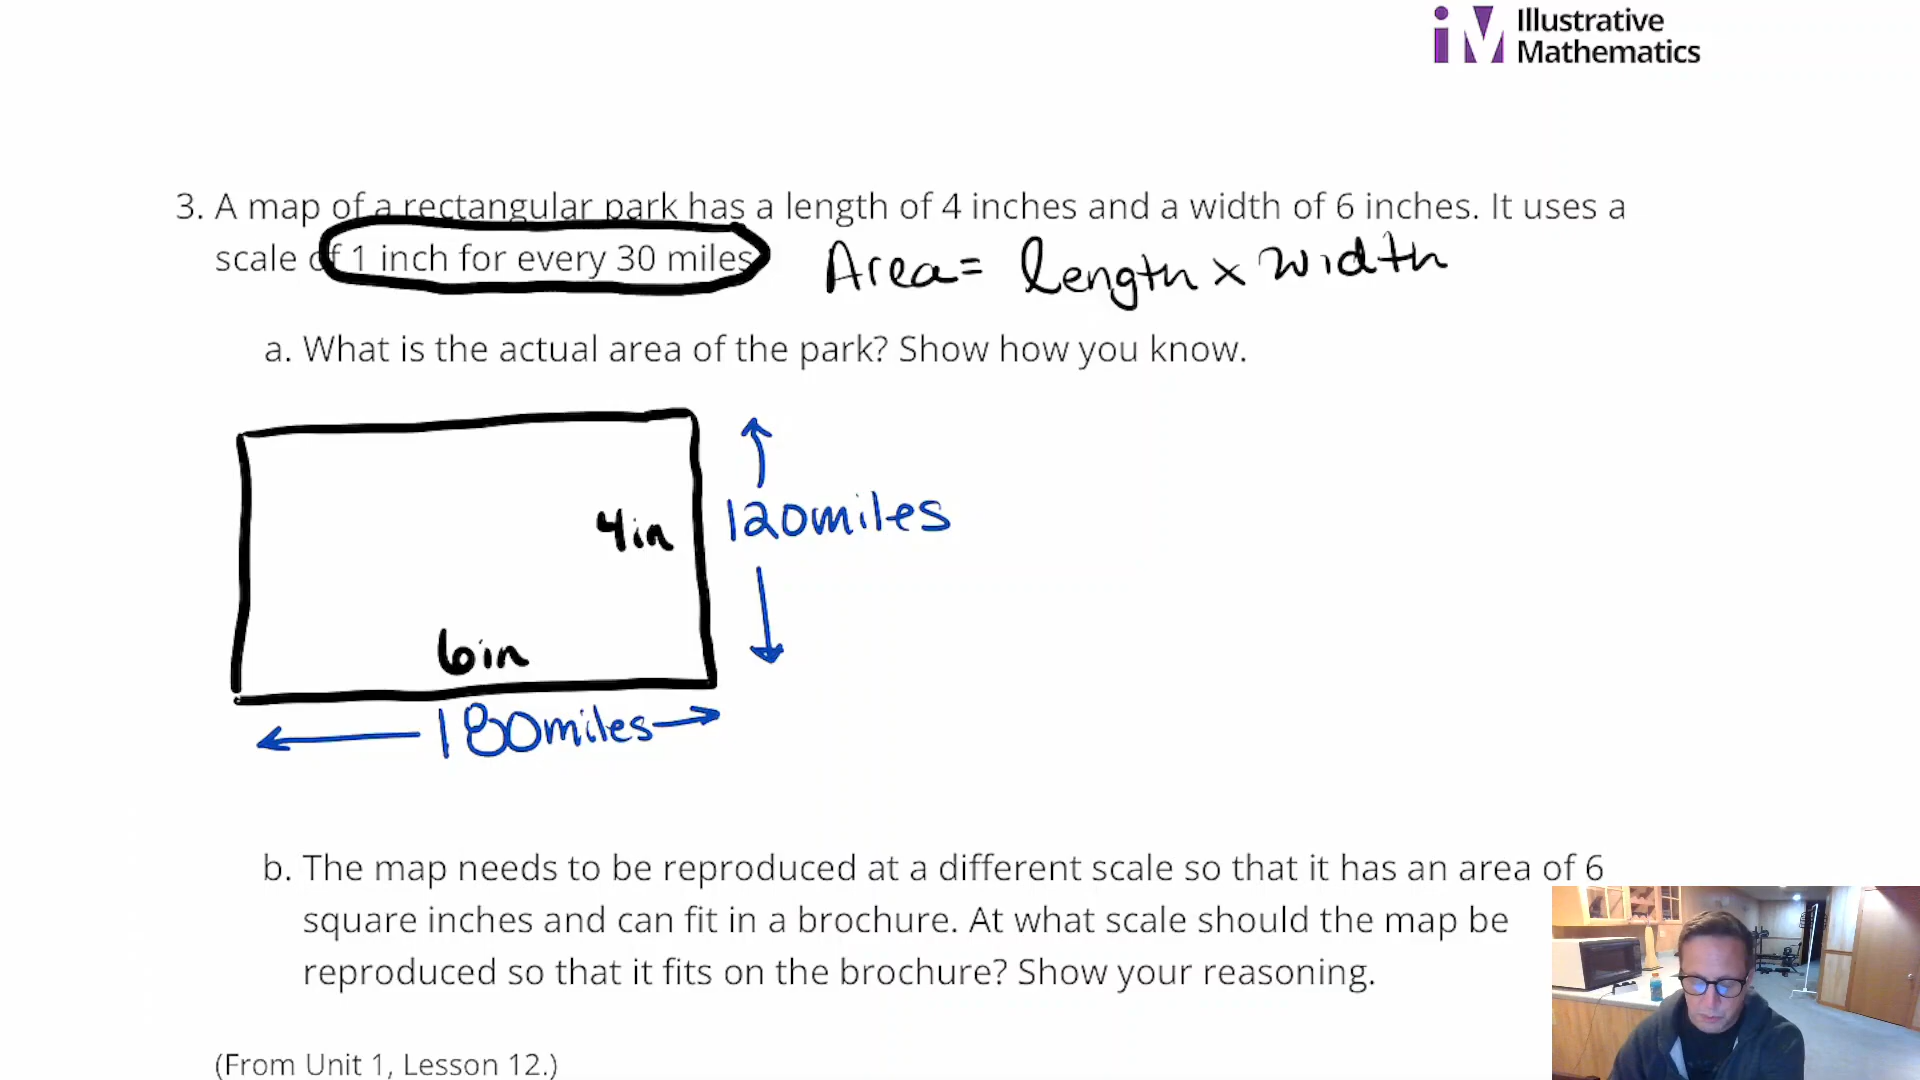 Illustrative
Mathematics
3. A map of a rectangular park has a length of 4 inches and a width of 6 inches. It uses a
scale of 1 inch for every 30 miles.
Area = length x width
a. What is the actual area of the park? Show how you know.
4in
120miles
6in
180miles
b. The map needs to be reproduced at a different scale so that it has an area of 6
square inches and can fit in a brochure. At what scale should the map be
reproduced so that it fits on the brochure? Show your reasoning.
(From Unit 1, Lesson 12.)